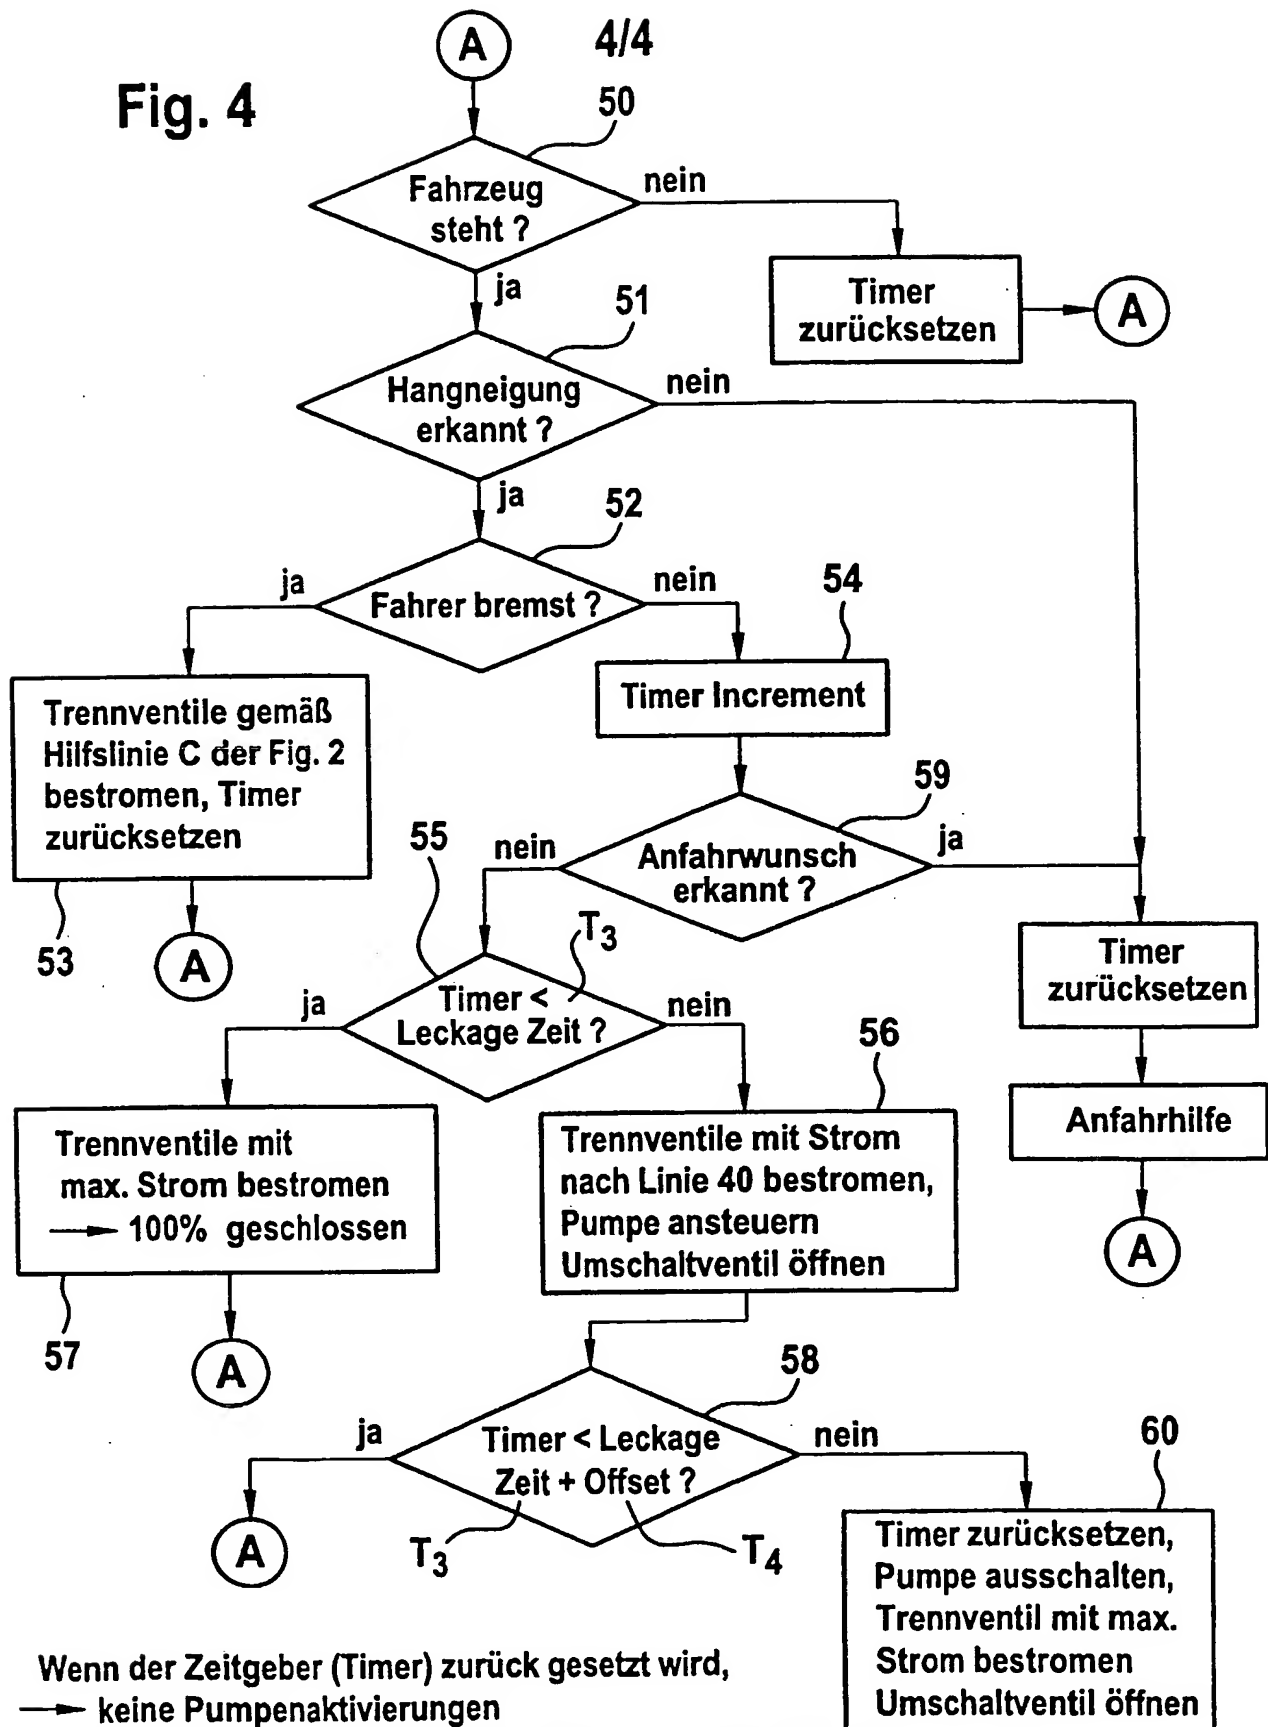 A
4/4
Fig. 4
50
Fahrzeug
steht ?
nein
Timer
zurücksetzen
A
ja
51
Hangneigung
erkannt ?
nein
ja
52
Fahrer bremst ?
ja
nein
54
Timer Increment
Trennventile gemäß
Hilfslinie C der Fig. 2
bestromen, Timer
zurücksetzen
53
A
59
Anfahrwunsch
erkannt ?
nein
ja
55
T3
Timer <
Leckage Zeit ?
ja
nein
Timer
zurücksetzen
56
Anfahrhilfe
A
Trennventile mit
max. Strom bestromen
→ 100% geschlossen
57
A
Trennventile mit Strom
nach Linie 40 bestromen,
Pumpe ansteuern
Umschaltventil öffnen
58
Timer < Leckage
Zeit + Offset ?
ja
nein
A
T3
T4
60
Timer zurücksetzen,
Pumpe ausschalten,
Trennventil mit max.
Strom bestromen
Umschaltventil öffnen
Wenn der Zeitgeber (Timer) zurück gesetzt wird,
→ keine Pumpenaktivierungen